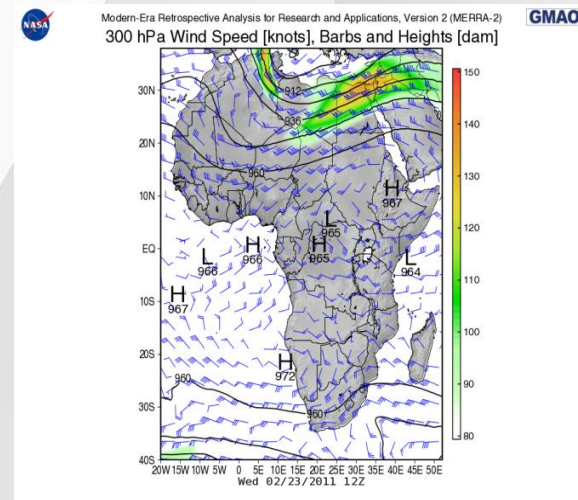 NASA
Modern-Era Retrospective Analysis for Research and Applications, Version 2 (MERRA-2)
GMAO
300 hPa Wind Speed [knots], Barbs and Heights [dam]
150
140
130
120
110
100
90
80
30N
20N
10N
EQ
10S
20S
30S
40S
912
936
960
H
967
L
965
H
966
H
965
L
966
L
964
H
967
H
972
960
960
20W 15W 10W 5W 0 5E 10E 15E 20E 25E 30E 35E 40E 45E 50E
Wed 02/23/2011 12Z